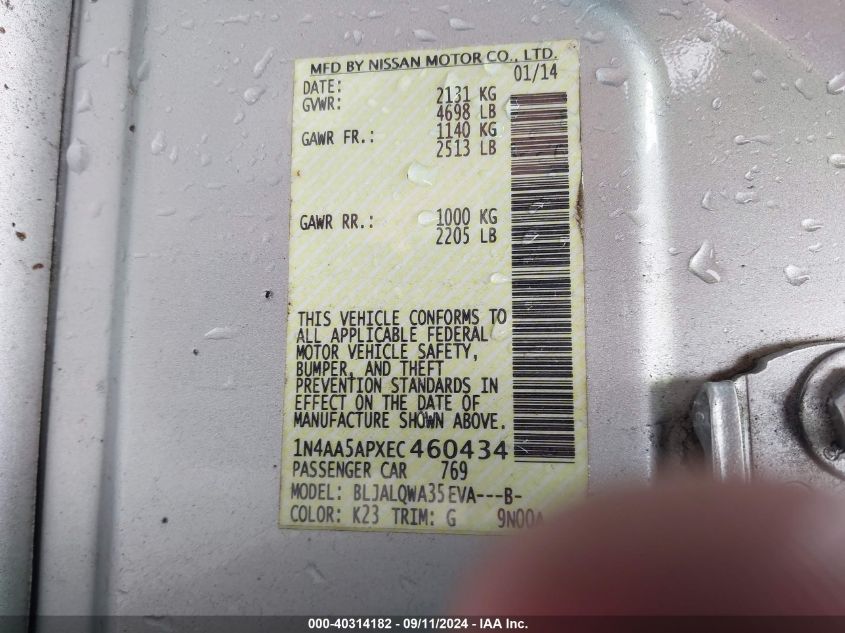 MFD BY NISSAN MOTOR CO., LTD.
DATE: 01/14
GVWR: 2131 KG
4698 LB
GAWR FR.: 1140 KG
2513 LB
GAWR RR.: 1000 KG
2205 LB
THIS VEHICLE CONFORMS TO
ALL APPLICABLE FEDERAL
MOTOR VEHICLE SAFETY,
BUMPER, AND THEFT
PREVENTION STANDARDS IN
EFFECT ON THE DATE OF
MANUFACTURE SHOWN ABOVE.
1N4AA5APXEC460434
PASSENGER CAR 769
MODEL: BLJALQWA35EVA---B-
COLOR: K23 TRIM: G 9N00A
000-40314182 - 09/11/2024 - IAA Inc.